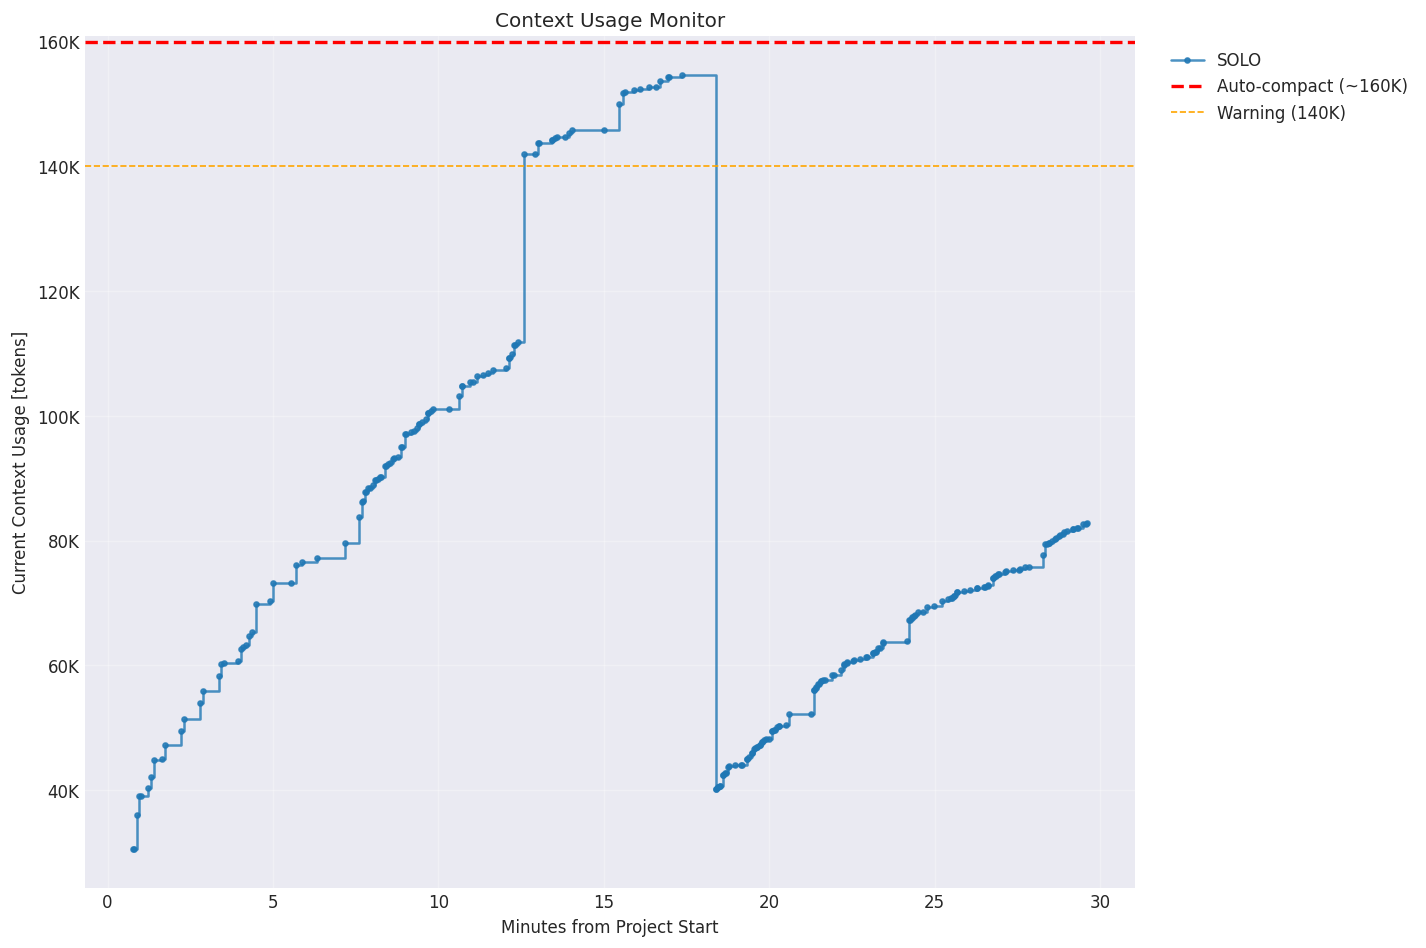 Context Usage Monitor
160K
140K
120K
100K
80K
60K
40K
Current Context Usage [tokens]
0
5
10
15
20
25
30
Minutes from Project Start
SOLO
Auto-compact (~160K)
Warning (140K)